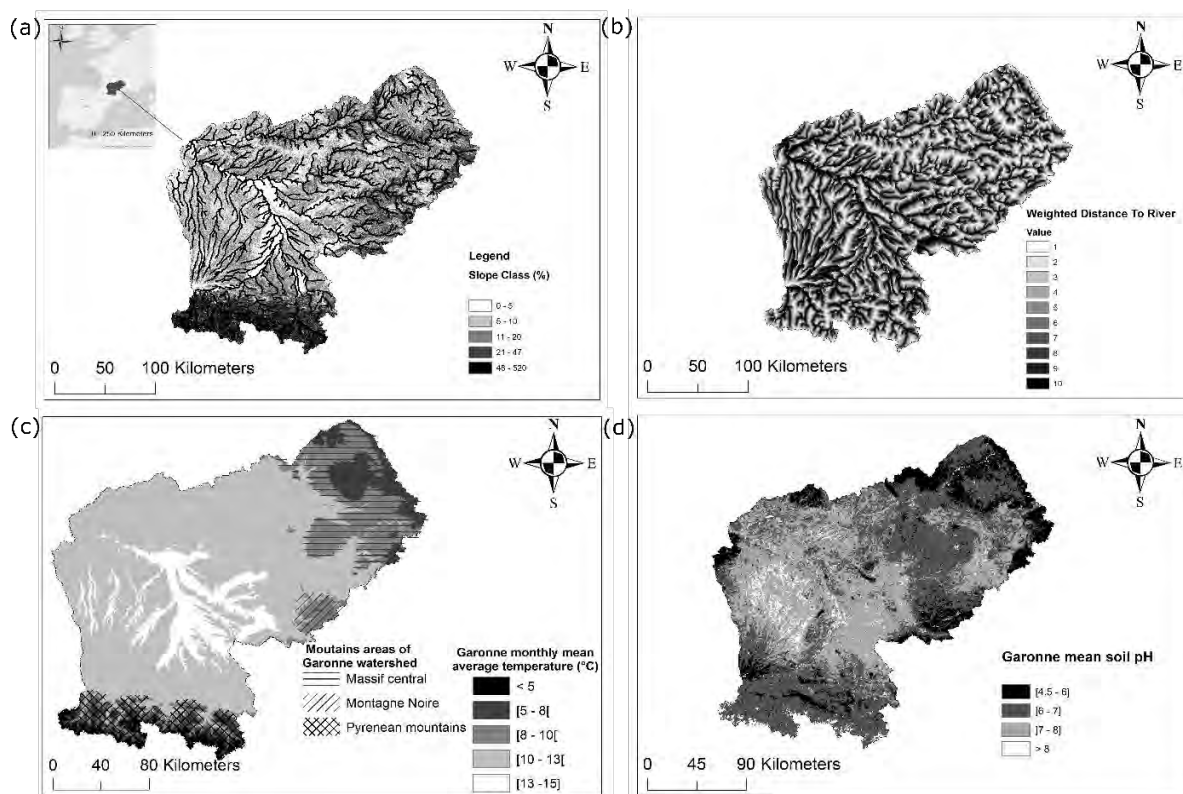 (a)
N
W E
S
0 250 Kilometers
Legend
Slope Class (%)
0 - 5
6 - 10
11 - 20
21 - 47
48 - 520
0 50 100 Kilometers
(b)
N
W E
S
Weighted Distance To River
Value
1
2
3
4
5
6
7
8
9
10
0 50 100 Kilometers
(c)
N
W E
S
Moutains areas of
Garonne watershed
Massif central
Montagne Noire
Pyrenean mountains
Garonne monthly mean
average temperature (°C)
< 5
[5 - 8[
[8 - 10[
[10 - 13[
[13 -15]
0 40 80 Kilometers
(d)
N
W E
S
Garonne mean soil pH
[4.5 - 6]
]6 - 7]
]7 - 8]
> 8
0 45 90 Kilometers